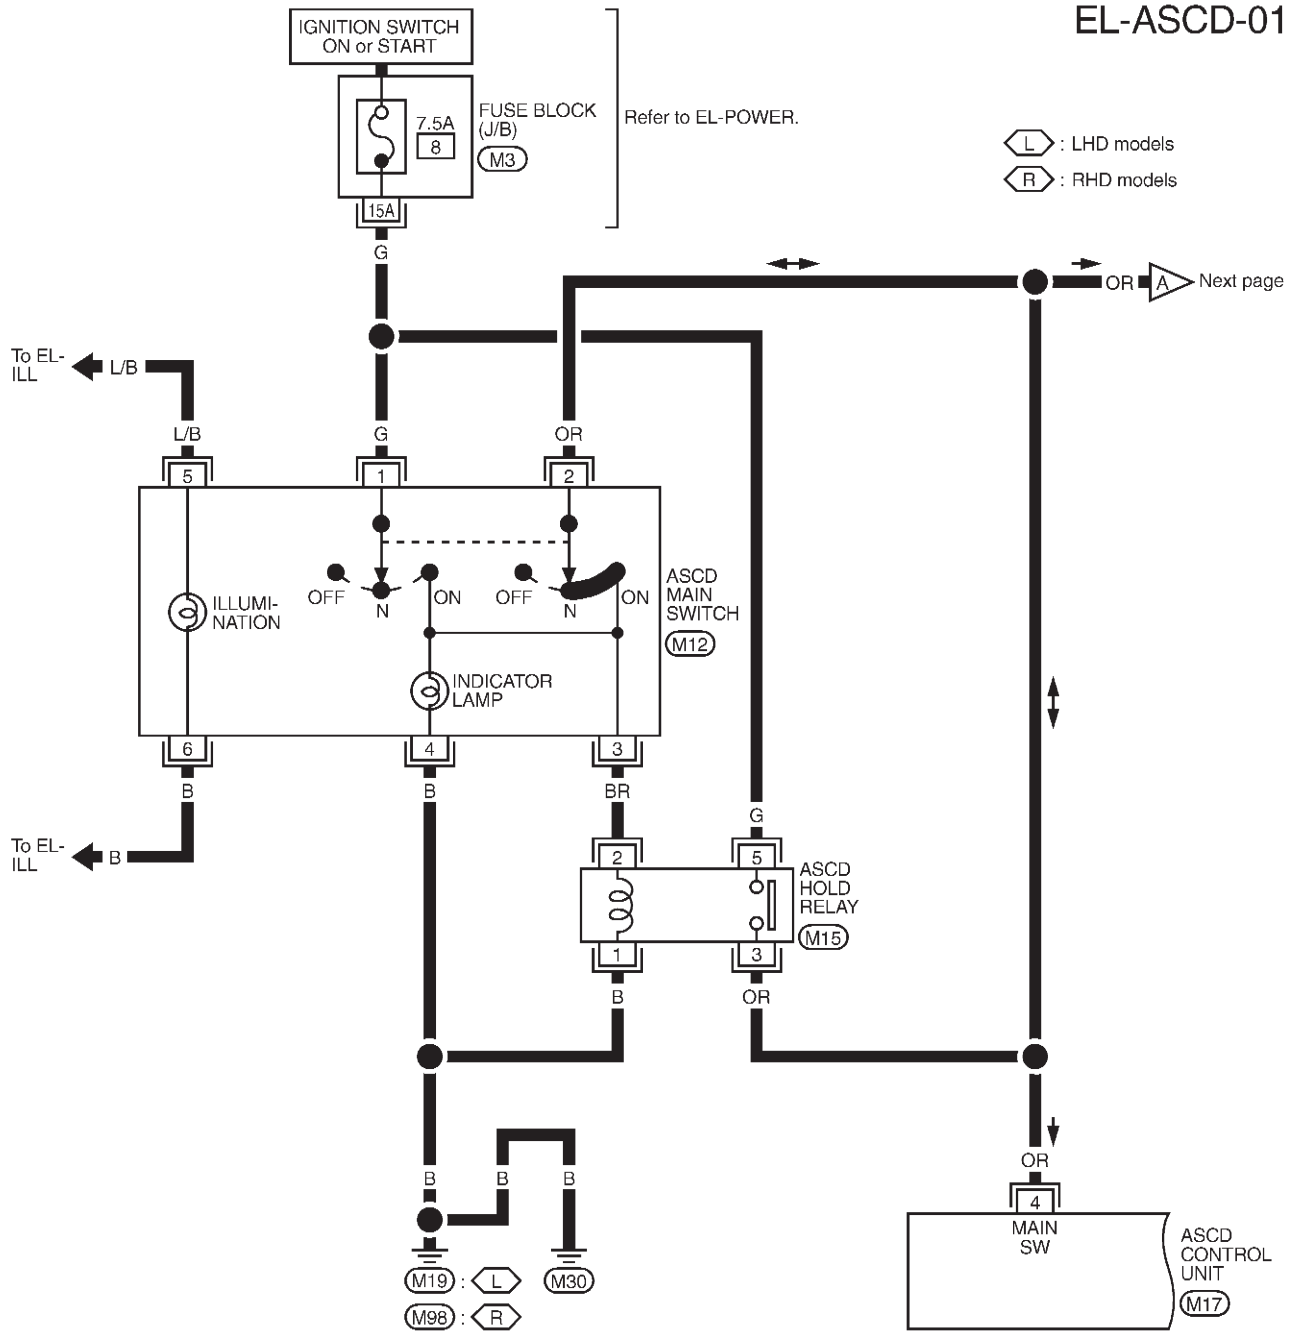 EL-ASCD-01
IGNITION SWITCH
ON or START
7.5A
8
FUSE BLOCK
(J/B)
M3
Refer to EL-POWER.
L : LHD models
R : RHD models
15A
G
OR
A
Next page
To EL-
ILL
L/B
L/B
G
OR
5
1
2
OFF
N
ON
OFF
N
ON
ILLUMI-
NATION
ASCD
MAIN
SWITCH
M12
INDICATOR
LAMP
6
4
3
B
B
BR
G
To EL-
ILL
B
2
5
ASCD
HOLD
RELAY
M15
1
3
B
OR
B
B
B
OR
4
MAIN
SW
ASCD
CONTROL
UNIT
M17
M19 : L
M30
M98 : R